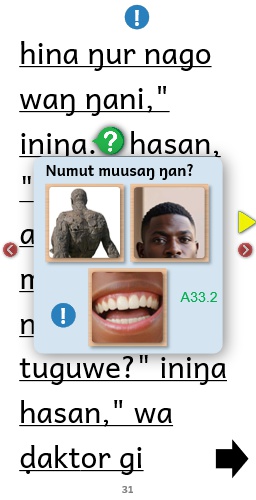 hina ŋur nago
waŋ ŋani,"
iniŋa. ? hasan,
"
Numut muusaŋ ŋan?
A33.2
tuguwe?" iniŋa
hasan," wa
ḍaktor gi
31